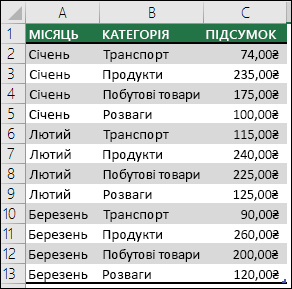 A B C
1 МІСЯЦЬ КАТЕГОРІЯ ПІДСУМОК
2 Січень Транспорт 74,00₴
3 Січень Продукти 235,00₴
4 Січень Побутові товари 175,00₴
5 Січень Розваги 100,00₴
6 Лютий Транспорт 115,00₴
7 Лютий Продукти 240,00₴
8 Лютий Побутові товари 225,00₴
9 Лютий Розваги 125,00₴
10 Березень Транспорт 90,00₴
11 Березень Продукти 260,00₴
12 Березень Побутові товари 200,00₴
13 Березень Розваги 120,00₴